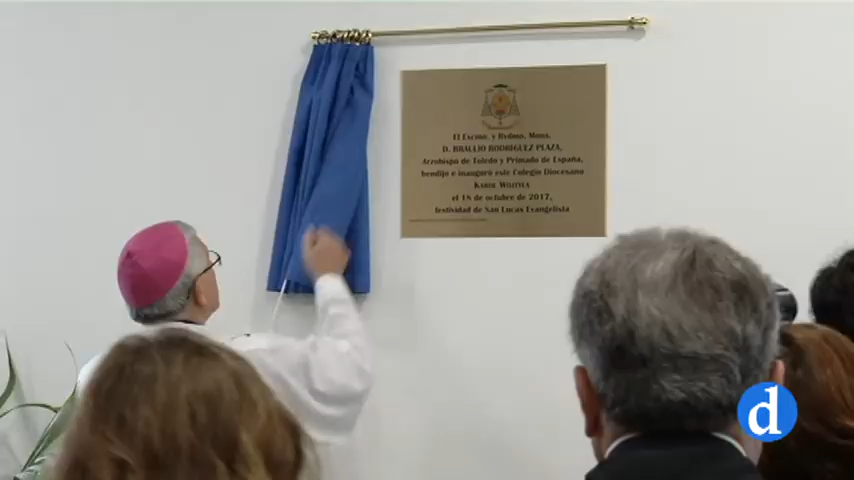 El Excmo. y Rvdmo. Mons.
D. BRAULIO RODRÍGUEZ PLAZA,
Arzobispo de Toledo y Primado de España,
bendijo e inauguró este Colegio Diocesano
KAROL WOJTYLA
el 18 de octubre de 2017,
festividad de San Lucas Evangelista
d